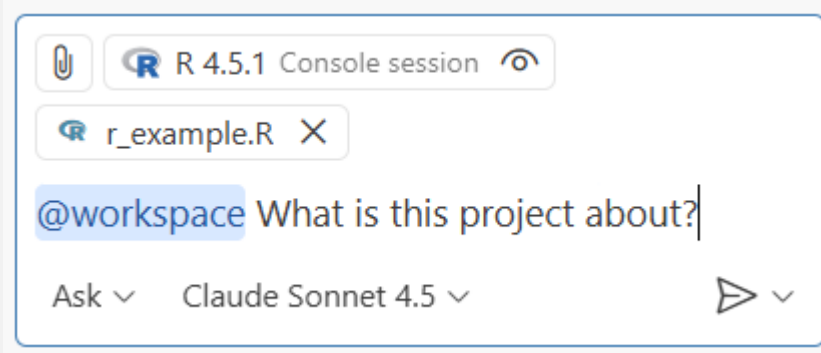 R 4.5.1 Console session
r_example.R
@workspace What is this project about?
Ask Claude Sonnet 4.5